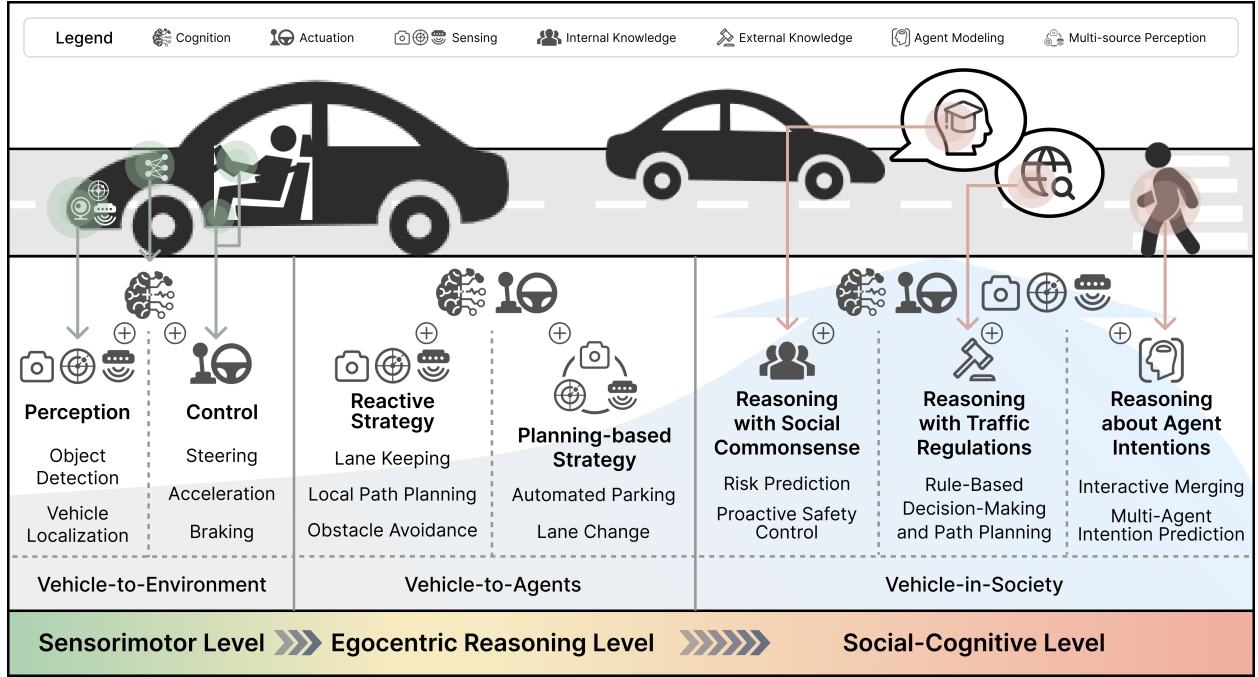 Legend
Cognition
Actuation
Sensing
Internal Knowledge
External Knowledge
Agent Modeling
Multi-source Perception
Perception
Object
Detection
Vehicle
Localization
Control
Steering
Acceleration
Braking
Reactive
Strategy
Lane Keeping
Local Path Planning
Obstacle Avoidance
Planning-based
Strategy
Automated Parking
Lane Change
Reasoning
with Social
Commonsense
Risk Prediction
Proactive Safety
Control
Reasoning
with Traffic
Regulations
Rule-Based
Decision-Making
and Path Planning
Reasoning
about Agent
Intentions
Interactive Merging
Multi-Agent
Intention Prediction
Vehicle-to-Environment
Vehicle-to-Agents
Vehicle-in-Society
Sensorimotor Level
Egocentric Reasoning Level
Social-Cognitive Level